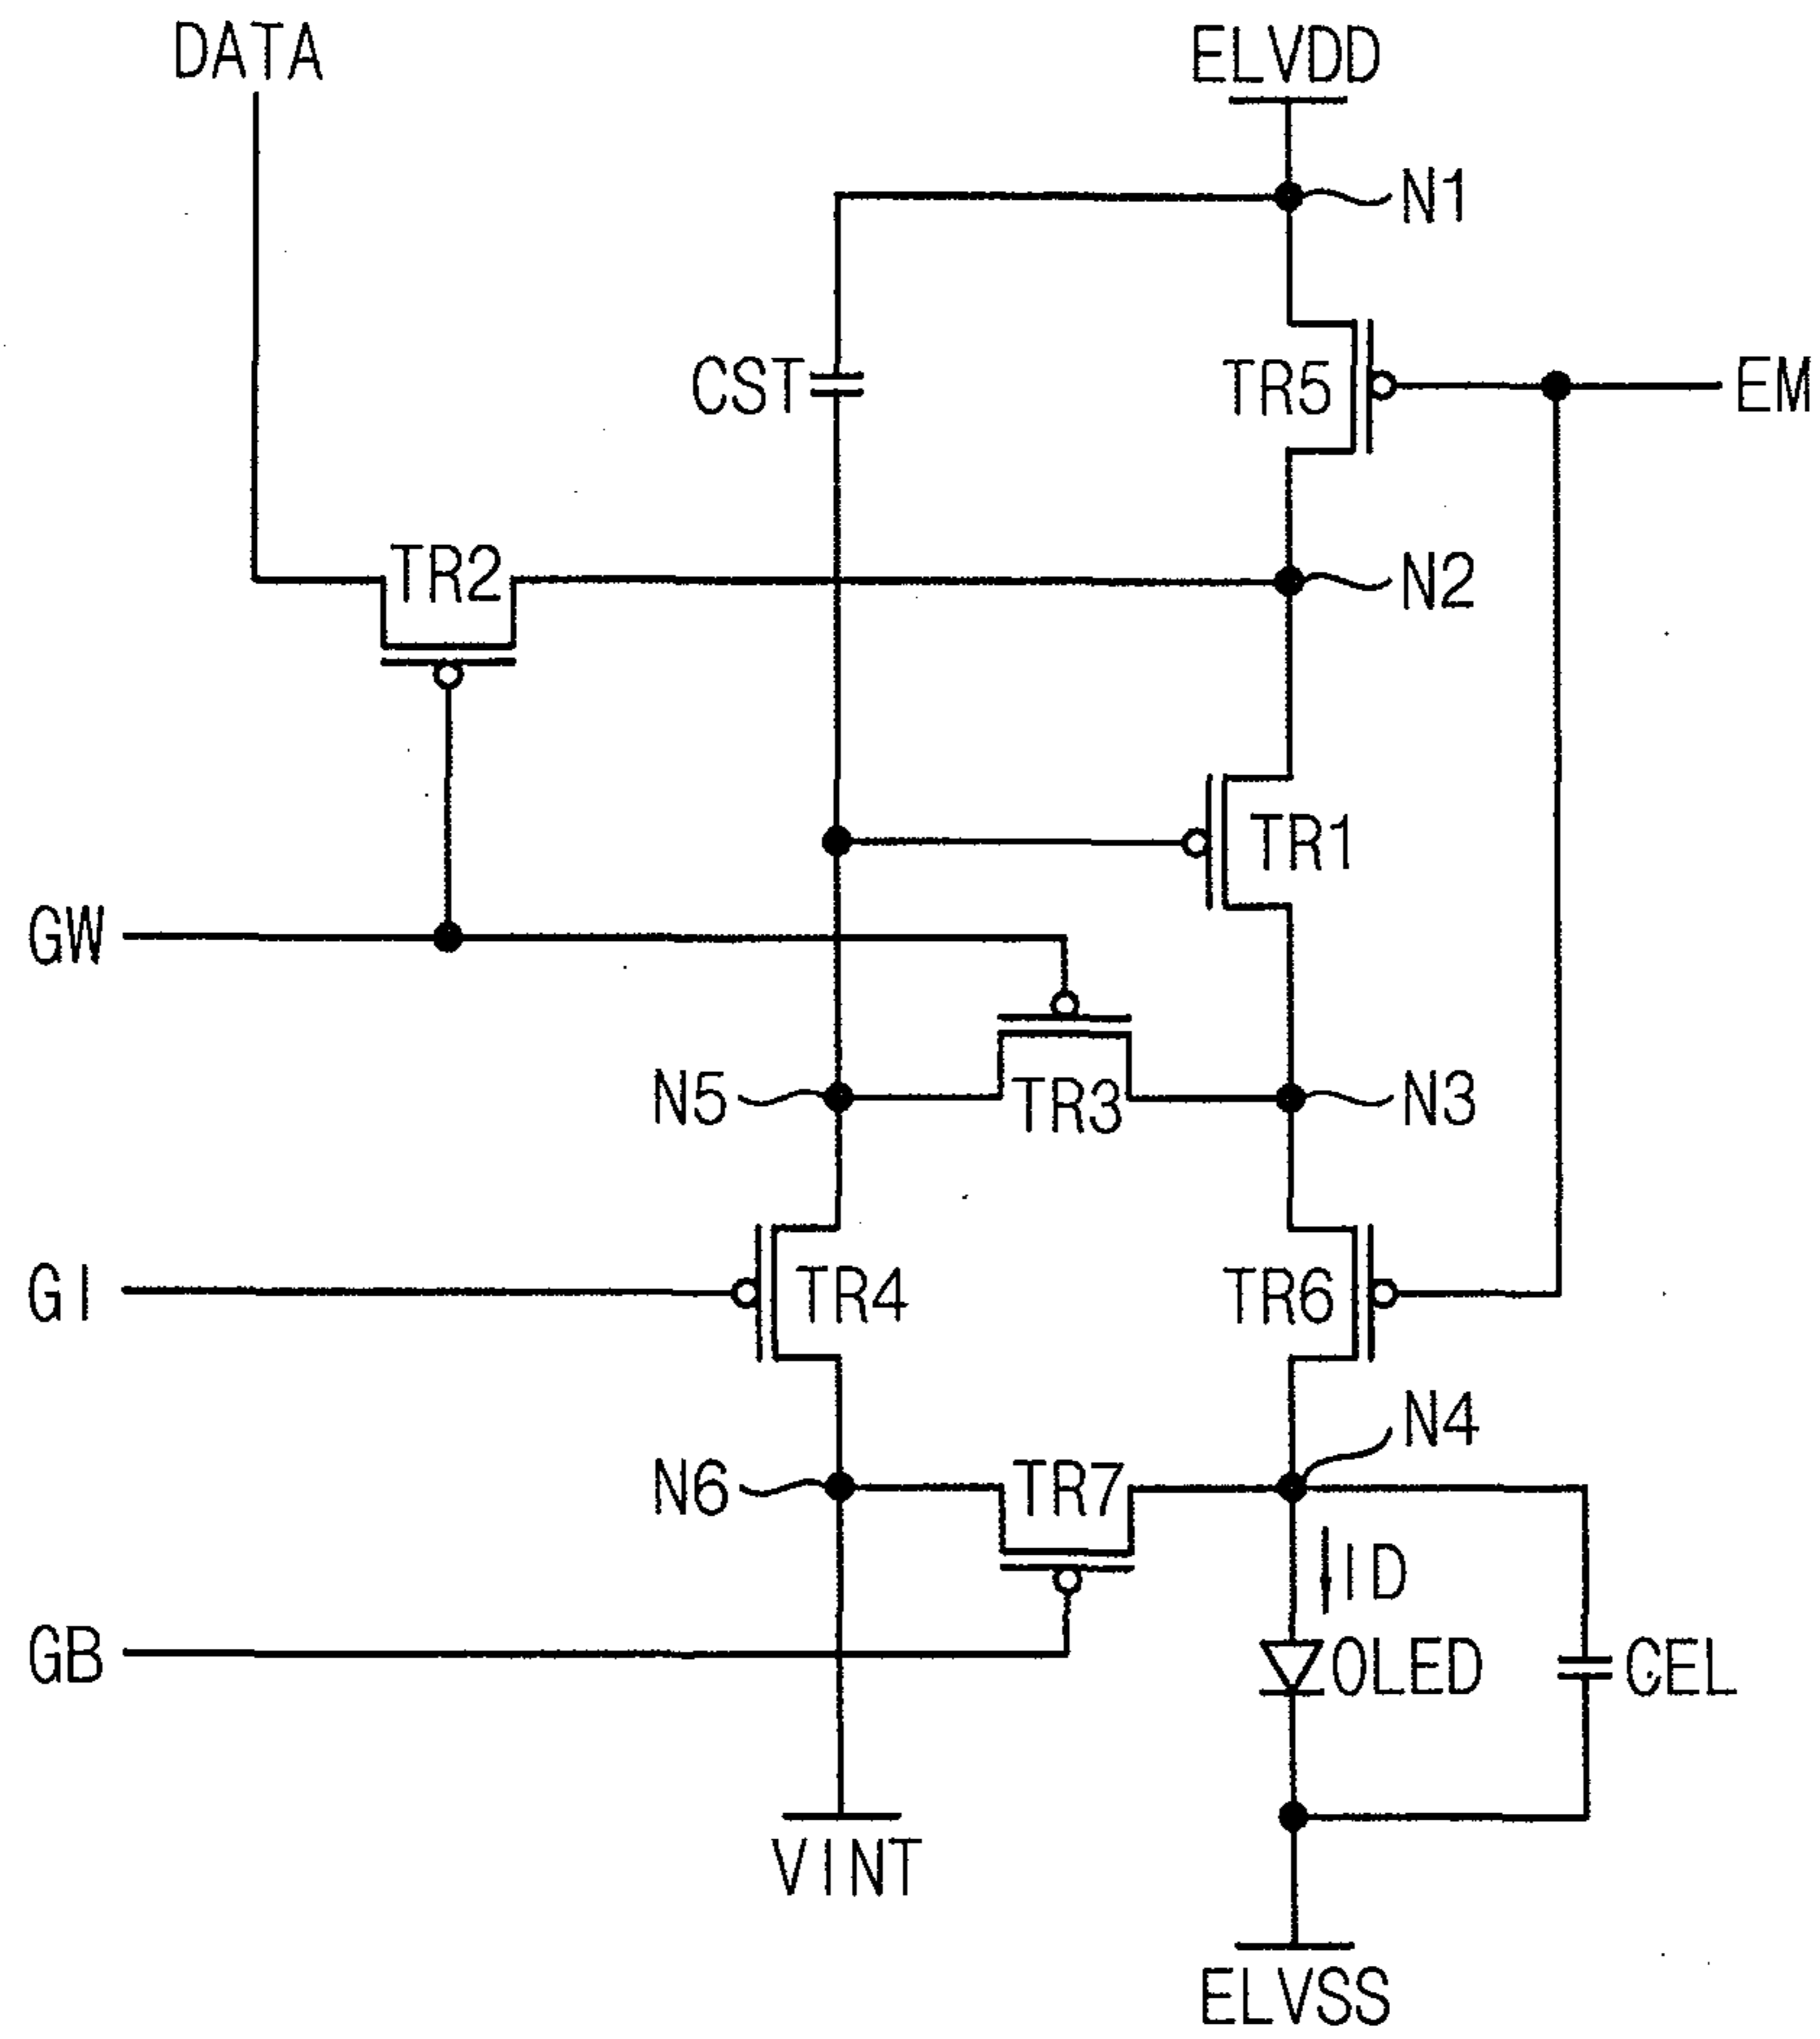 DATA
ELVDD
N1
CST
TR5
EM
TR2
N2
TR1
GW
N5
TR3
N3
GI
TR4
TR6
N4
N6
TR7
ID
GB
OLED
CEL
VINT
ELVSS